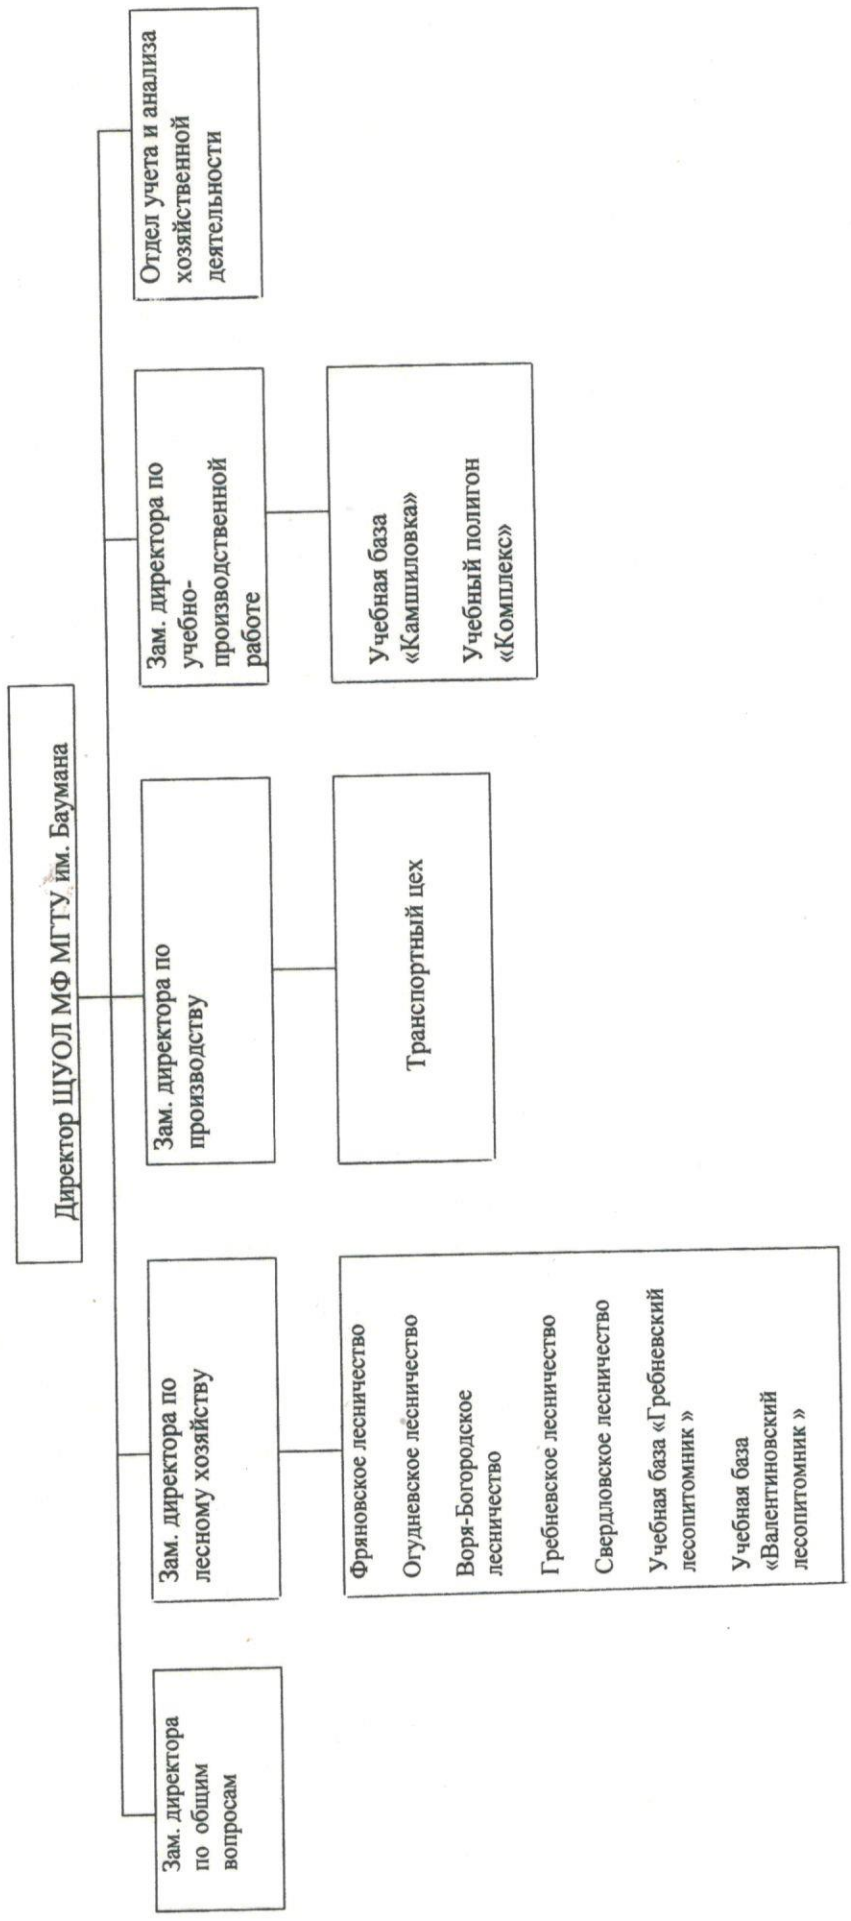 Директор ЩУОЛ МФ МГТУ им. Баумана
Зам. директора
по общим
вопросам
Зам. директора по
лесному хозяйству
Зам. директора по
производству
Зам. директора по
учебно-
производственной
работе
Отдел учета и анализа
хозяйственной
деятельности
Фряновское лесничество
Огудневское лесничество
Воря-Богородское
лесничество
Гребневское лесничество
Свердловское лесничество
Учебная база «Гребневский
лесопитомник »
Учебная база
«Валентиновский
лесопитомник »
Транспортный цех
Учебная база
«Камшиловка»
Учебный полигон
«Комплекс»